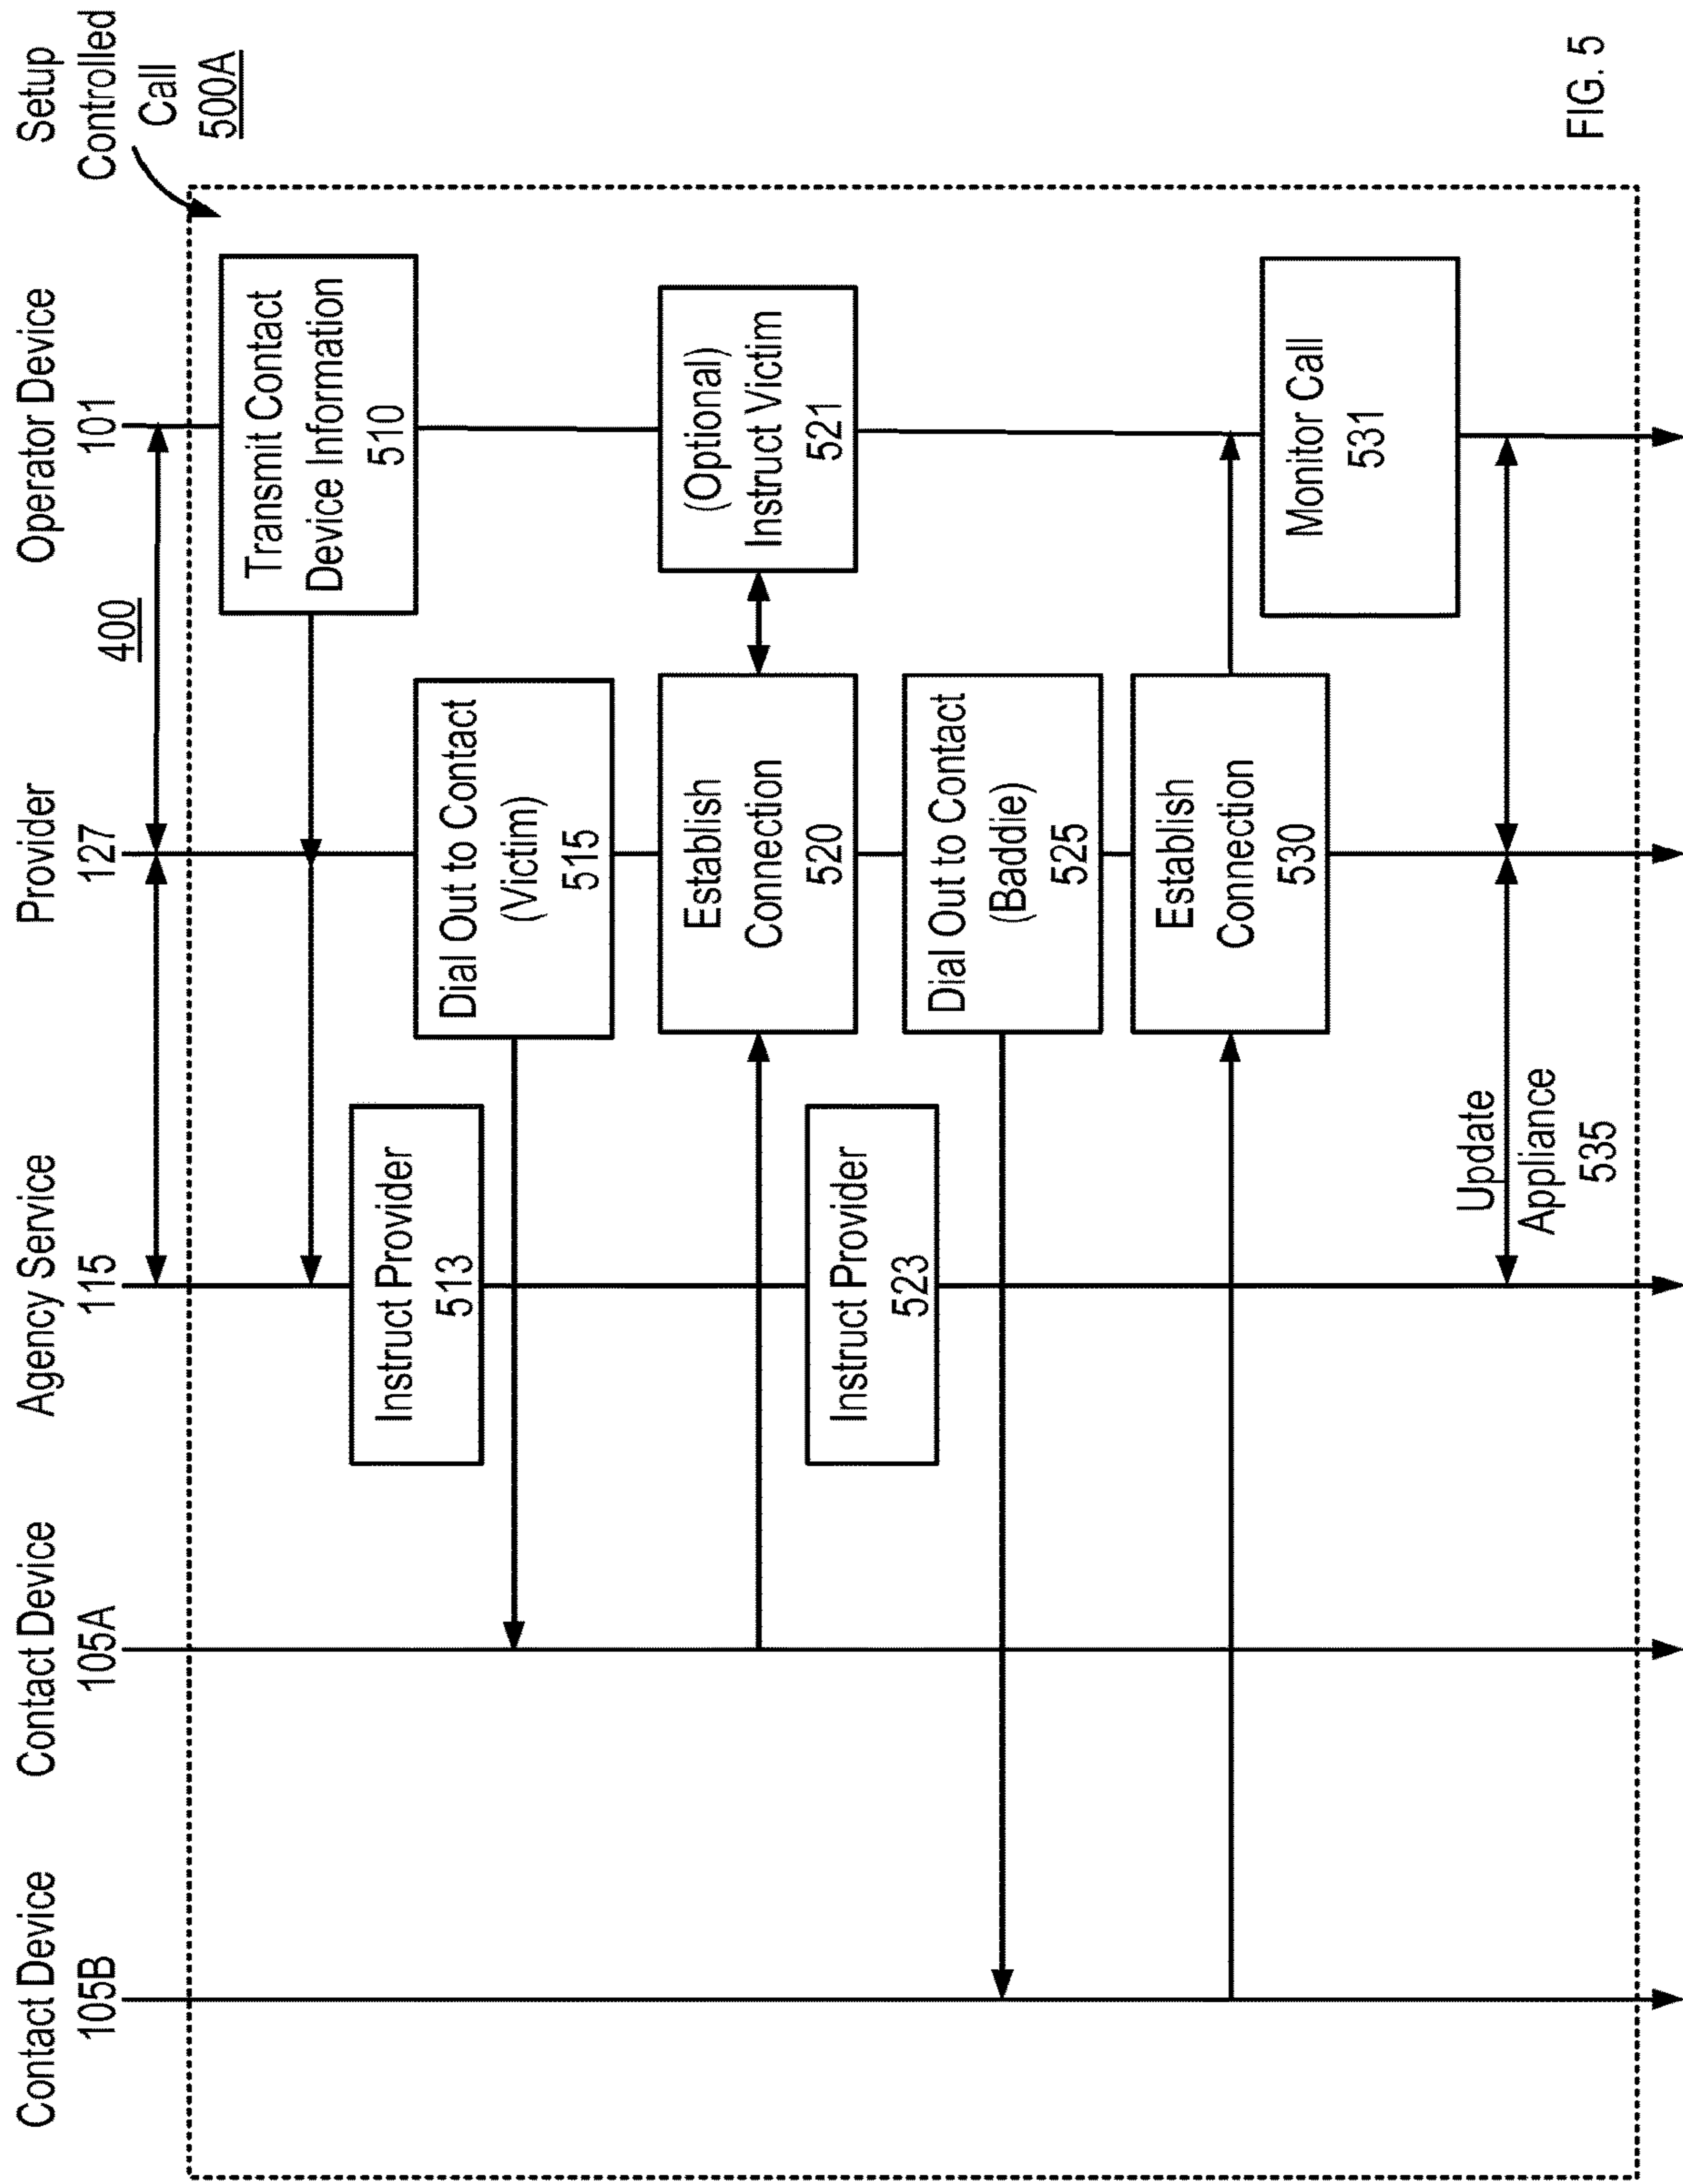 Contact Device
105B
Contact Device
105A
Agency Service
115
Provider
127
Operator Device
101
Setup
Controlled
Call
500A
400
Transmit Contact
Device Information
510
Instruct Provider
513
Dial Out to Contact
(Victim)
515
Establish
Connection
520
(Optional)
Instruct Victim
521
Instruct Provider
523
Dial Out to Contact
(Baddie)
525
Establish
Connection
530
Monitor Call
531
Update
Appliance
535
FIG. 5